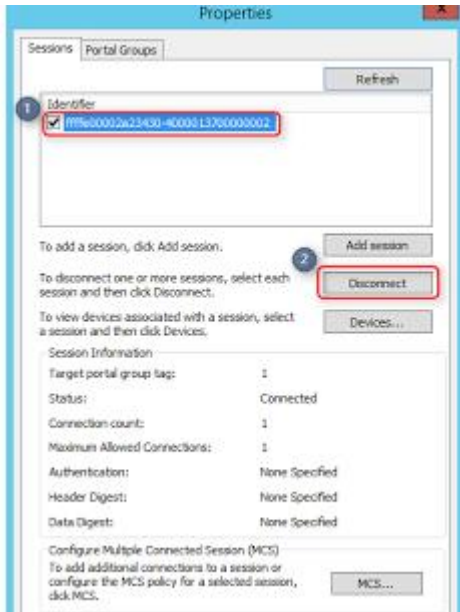 Properties
x
Sessions Portal Groups
Refresh
1
Identifier
ffffe00002a23430-4000013700000002
2
To add a session, click Add session.
Add session
To disconnect one or more sessions, select each
session and then click Disconnect.
Disconnect
To view devices associated with a session, select
a session and then click Devices.
Devices...
Session Information
Target portal group tag: 1
Status: Connected
Connection count: 1
Maximum Allowed Connections: 1
Authentication: None Specified
Header Digest: None Specified
Data Digest: None Specified
Configure Multiple Connected Session (MCS)
To add additional connections to a session or
configure the MCS policy for a selected session,
click MCS.
MCS...